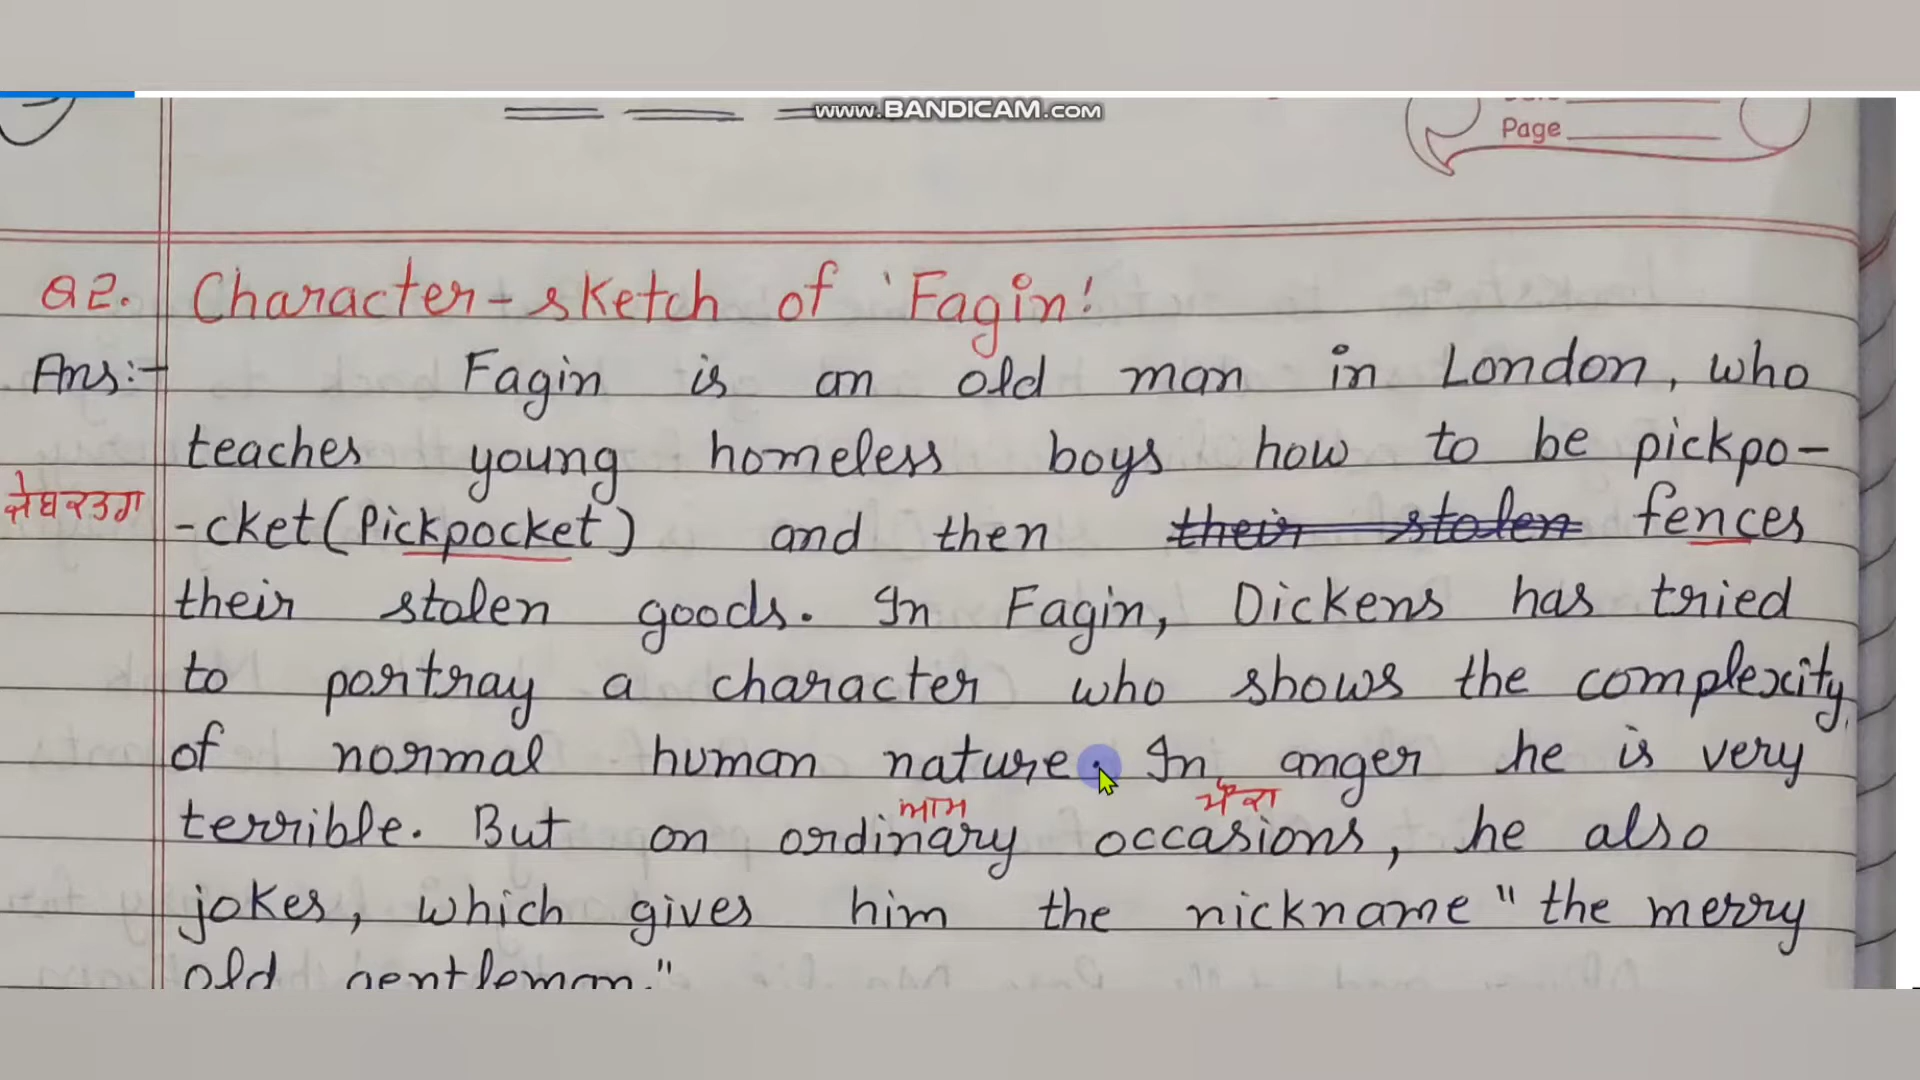 www.BANDICAM.com
Page
Q2. Character-sketch of 'Fagin'
Ans:- Fagin is an old man in London, who
teaches young homeless boys how to be pickpo-
-cket (Pickpocket) and then their stolen fences
their stolen goods. In Fagin, Dickens has tried
to portray a character who shows the complexity
of normal human nature. In anger he is very
ਆਮ ਮੌਕਾ
terrible. But on ordinary occasions, he also
jokes, which gives him the nickname "the merry
old gentleman."